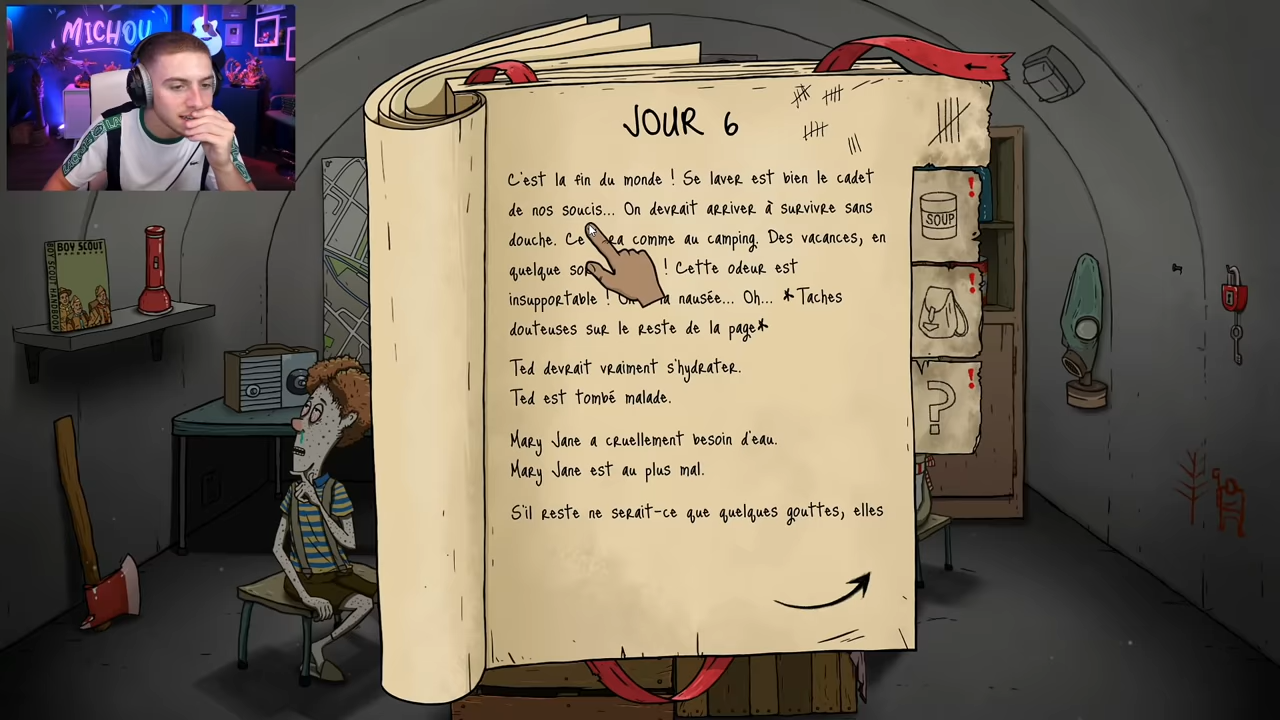 MICHOU
BOY SCOUT
BOY SCOUT HANDBOOK
JOUR 6
C'est la fin du monde ! Se laver est bien le cadet
de nos soucis... On devrait arriver à survivre sans
douche. Ce comme au camping. Des vacances, en
quelque ! Cette odeur est
insupportable ! nausée... Oh... *Taches
douteuses sur le reste de la page*
Ted devrait vraiment s'hydrater.
Ted est tombé malade.
Mary Jane a cruellement besoin d'eau.
Mary Jane est au plus mal.
S'il reste ne serait-ce que quelques gouttes, elles
SOUP
!
!
?
!